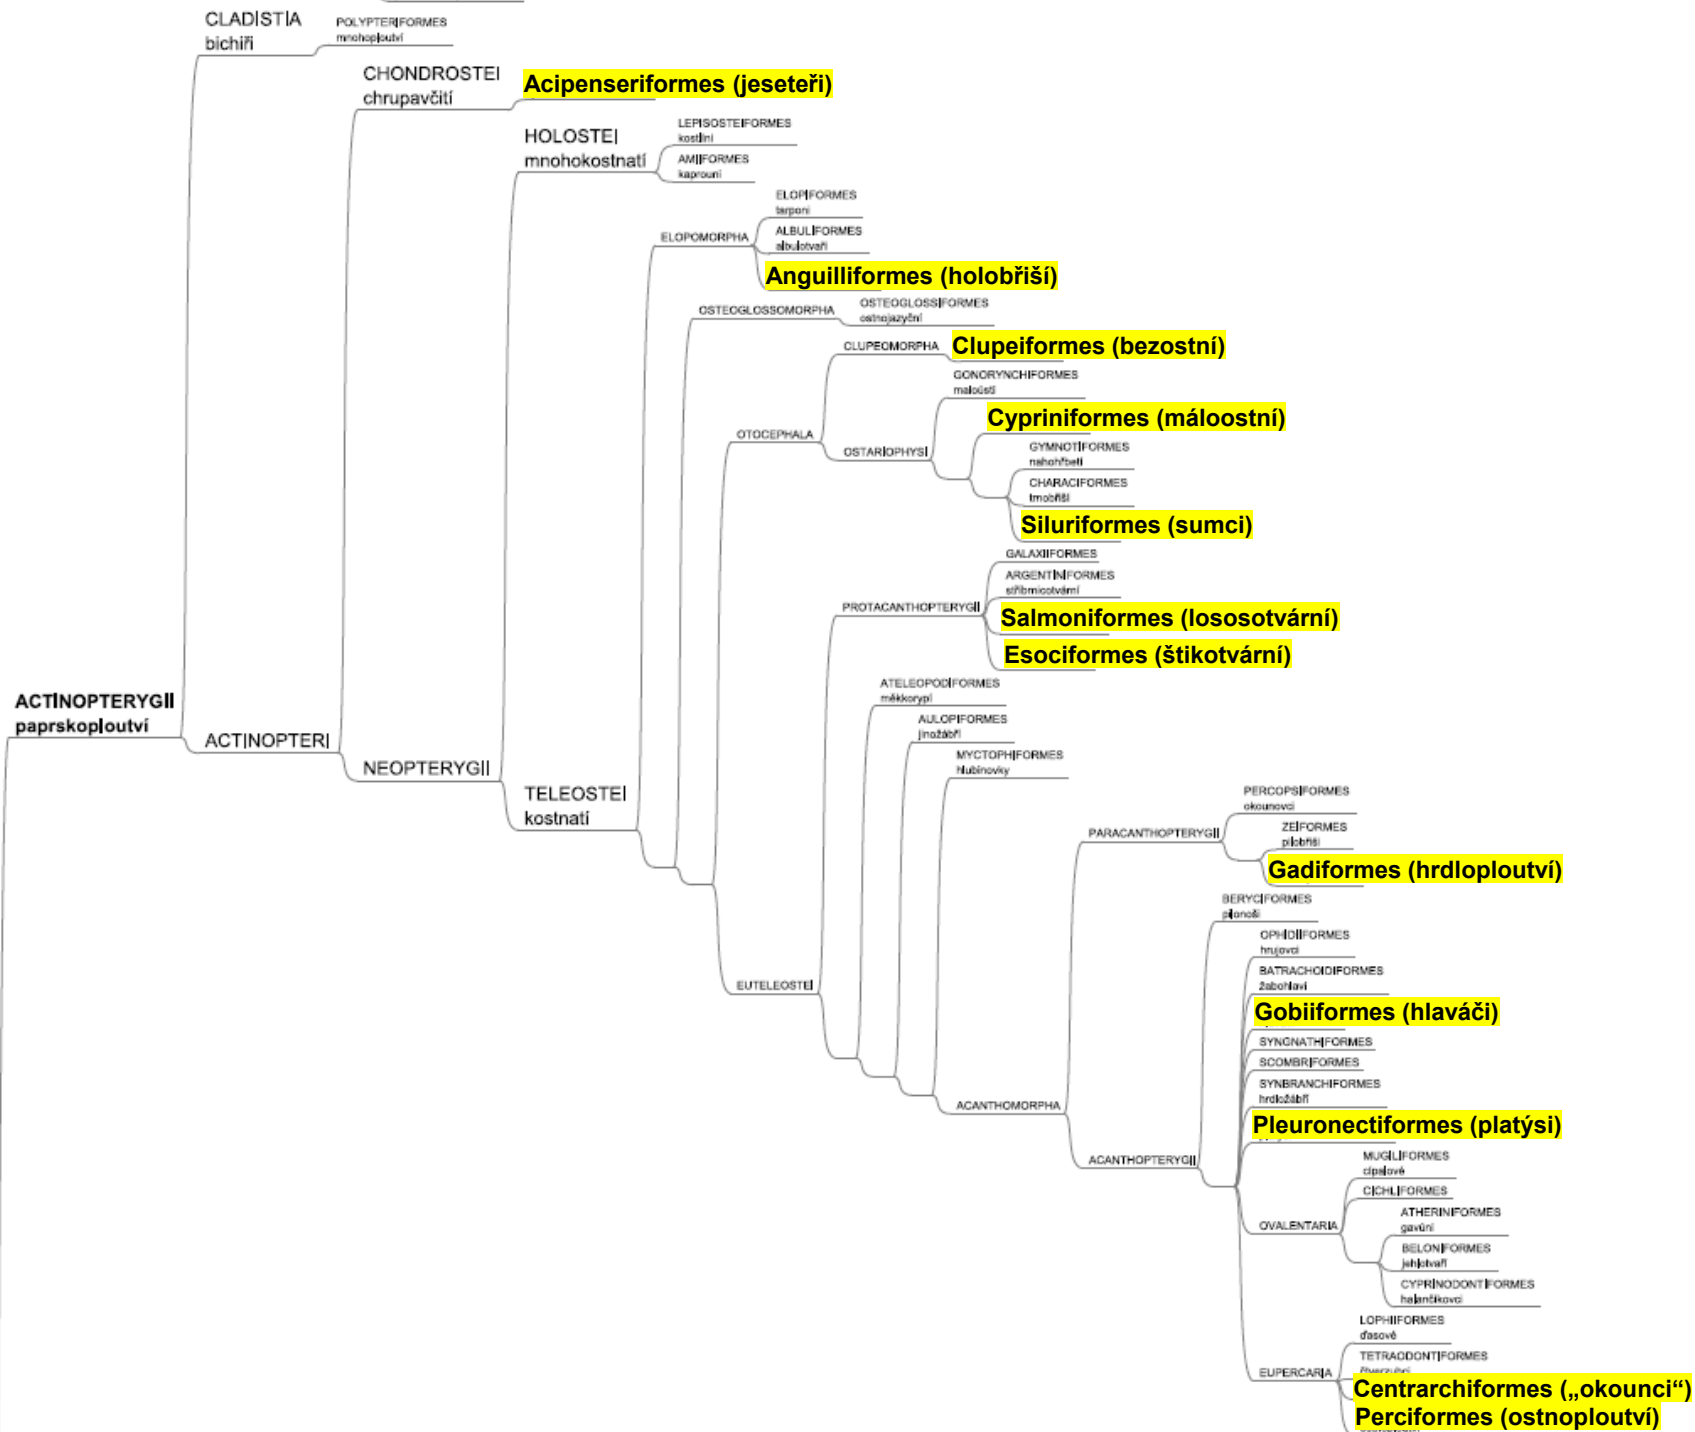 CLADISTIA
bichiři
POLYPTERIFORMES
mnohoploutví
CHONDROSTEI
chrupavčití
Acipenseriformes (jeseteři)
HOLOSTEI
mnohokostnatí
LEPISOSTEIFORMES
kostlíni
AMIIFORMES
kaprouni
ELOPOMORPHA
ELOPIFORMES
tarponi
ALBULIFORMES
albulotvaří
Anguilliformes (holobřiší)
OSTEOGLOSSOMORPHA
OSTEOGLOSSIFORMES
ostnojazyční
CLUPEOMORPHA
Clupeiformes (bezostní)
GONORYNCHIFORMES
maloústí
Cypriniformes (máloostní)
OTOCEPHALA
OSTARIOPHYSI
GYMNOTIFORMES
nahohřbetí
CHARACIFORMES
trnobřiší
Siluriformes (sumci)
GALAXIIFORMES
ARGENTINIFORMES
stříbrnicotvární
PROTACANTHOPTERYGII
Salmoniformes (lososotvární)
Esociformes (štikotvární)
ATELEOPODIFORMES
měkkorypí
AULOPIFORMES
jinožábří
MYCTOPHIFORMES
hlubinovky
ACTINOPTERYGII
paprskoploutví
ACTINOPTERI
NEOPTERYGII
TELEOSTEI
kostnatí
PERCOPSIFORMES
okounovci
PARACANTHOPTERYGII
ZEIFORMES
pilobřiší
Gadiformes (hrdloploutví)
BERYCIFORMES
pilonoši
OPHIDIIFORMES
hrujovci
BATRACHOIDIFORMES
žabohlaví
EUTELEOSTEI
Gobiiformes (hlaváči)
SYNGNATHIFORMES
SCOMBRIFORMES
SYNBRANCHIFORMES
hrdložábří
ACANTHOMORPHA
Pleuronectiformes (platýsi)
ACANTHOPTERYGII
MUGILIFORMES
cípalové
CICHLIFORMES
OVALENTARIA
ATHERINIFORMES
gavúni
BELONIFORMES
jehlotvaří
CYPRINODONTIFORMES
halančíkovci
LOPHIIFORMES
ďasové
TETRAODONTIFORMES
EUPERCARIA
Centrarchiformes („okounci“)
Perciformes (ostnoploutví)